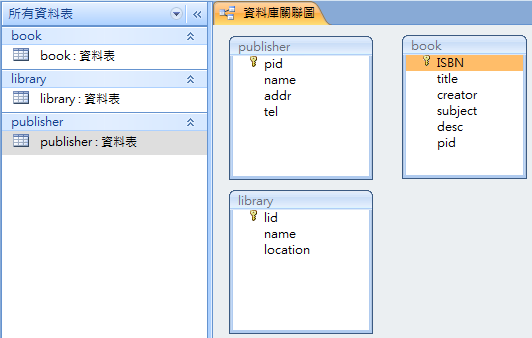 所有資料表
book
book : 資料表
library
library : 資料表
publisher
publisher : 資料表
資料庫關聯圖
publisher
pid
name
addr
tel
book
ISBN
title
creator
subject
desc
pid
library
lid
name
location